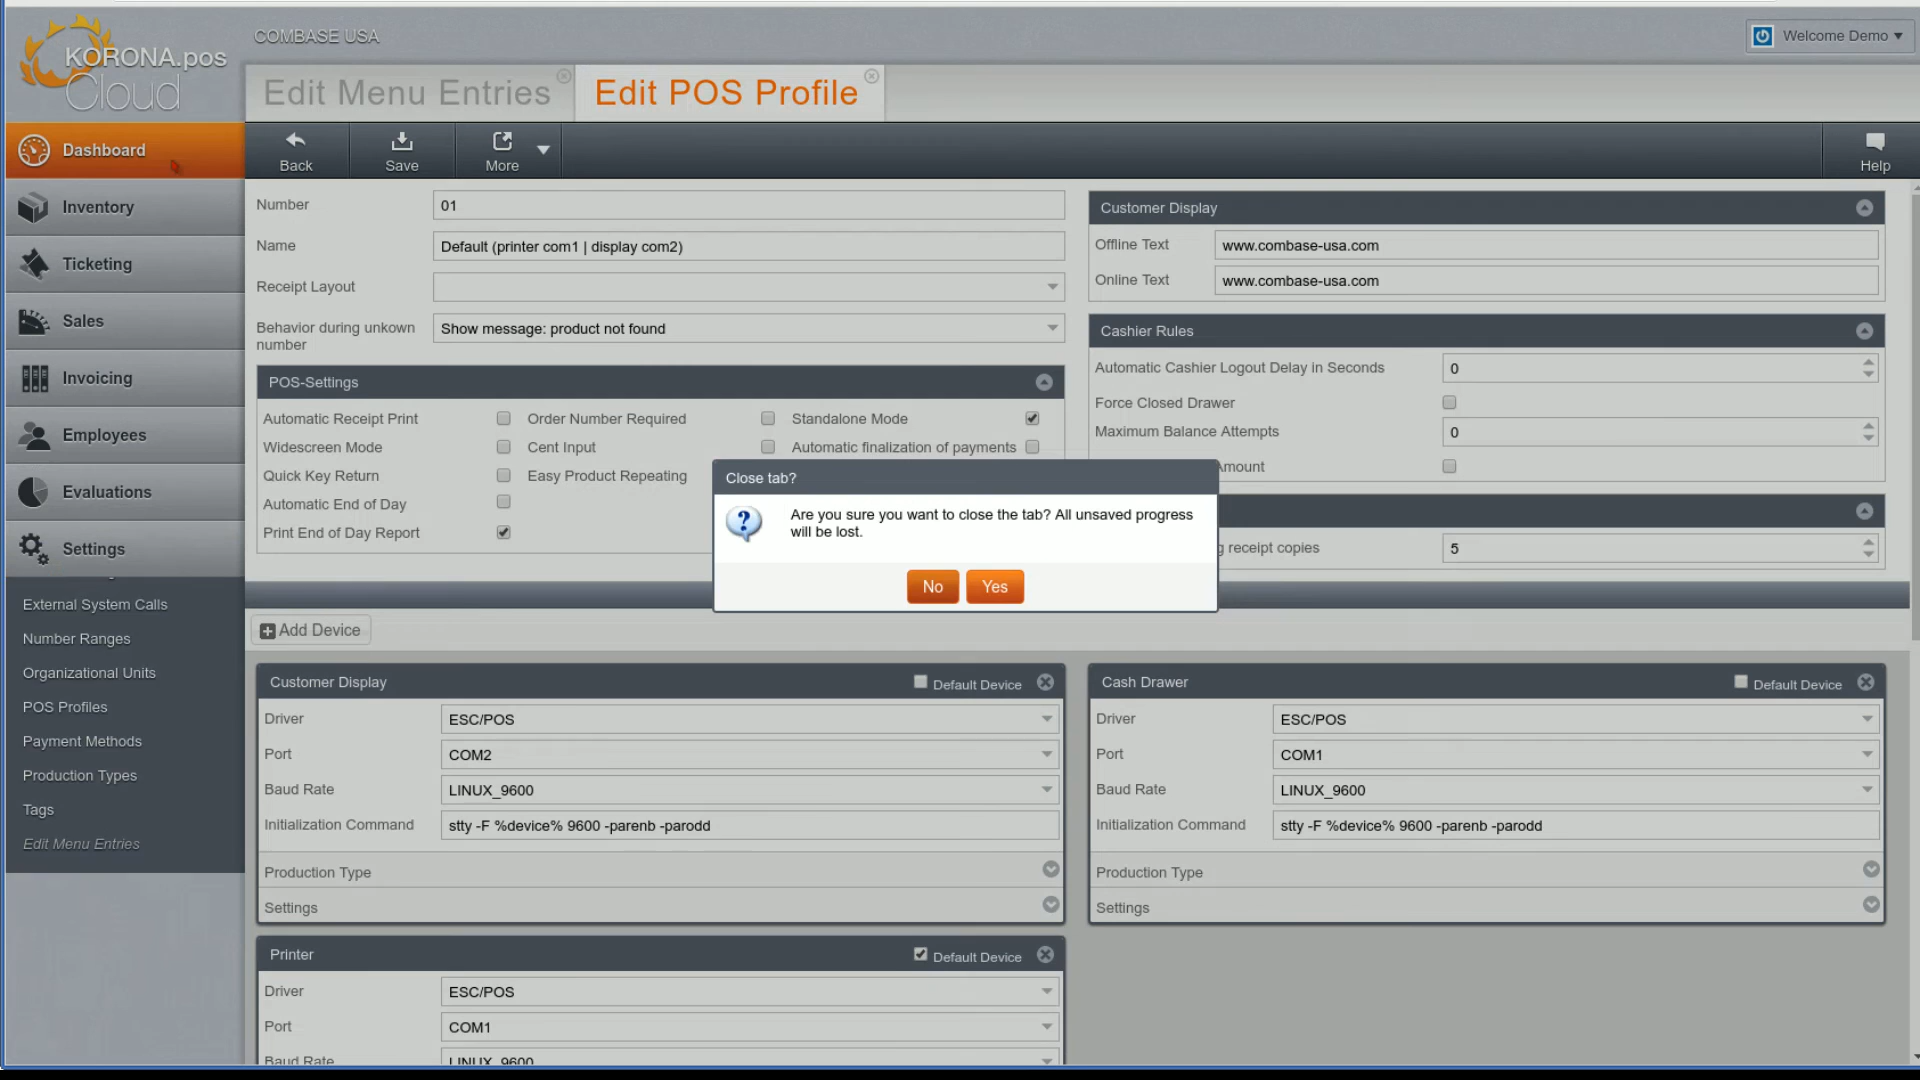 KORONA.pos
Cloud
COMBASE USA
Welcome Demo
Edit Menu Entries
Edit POS Profile
Dashboard
Inventory
Ticketing
Sales
Invoicing
Employees
Evaluations
Settings
External System Calls
Number Ranges
Organizational Units
POS Profiles
Payment Methods
Production Types
Tags
Edit Menu Entries
Back
Save
More
Help
Number
01
Name
Default (printer com1 | display com2)
Receipt Layout
Behavior during unkown
number
Show message: product not found
POS-Settings
Automatic Receipt Print
Order Number Required
Standalone Mode
Widescreen Mode
Cent Input
Automatic finalization of payments
Quick Key Return
Easy Product Repeating
Automatic End of Day
Print End of Day Report
Customer Display
Offline Text
www.combase-usa.com
Online Text
www.combase-usa.com
Cashier Rules
Automatic Cashier Logout Delay in Seconds
0
Force Closed Drawer
Maximum Balance Attempts
0
Amount
receipt copies
5
Close tab?
Are you sure you want to close the tab? All unsaved progress
will be lost.
No
Yes
Add Device
Customer Display
Default Device
Driver
ESC/POS
Port
COM2
Baud Rate
LINUX_9600
Initialization Command
stty -F %device% 9600 -parenb -parodd
Production Type
Settings
Cash Drawer
Default Device
Driver
ESC/POS
Port
COM1
Baud Rate
LINUX_9600
Initialization Command
stty -F %device% 9600 -parenb -parodd
Production Type
Settings
Printer
Default Device
Driver
ESC/POS
Port
COM1
Baud Rate
LINUX_9600